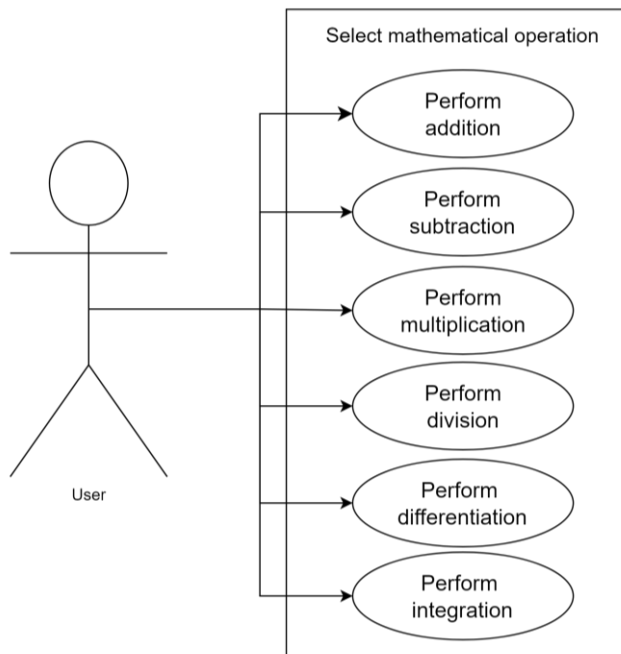 Select mathematical operation
Perform
addition
Perform
subtraction
Perform
multiplication
Perform
division
Perform
differentiation
Perform
integration
User